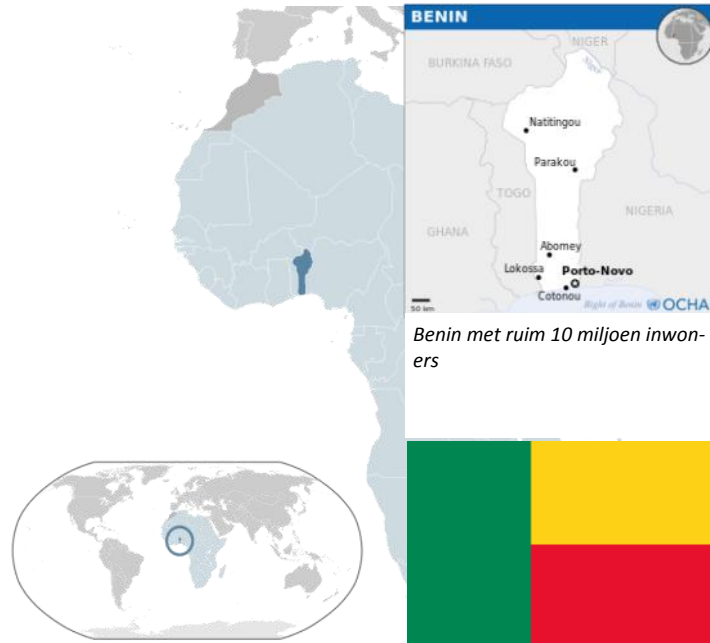 BENIN
NIGER
BURKINA FASO
Niger
Natitingou
Parakou
TOGO
NIGERIA
GHANA
Abomey
Lokossa
Porto-Novo
Cotonou
50 km
Bight of Benin
OCHA
Benin met ruim 10 miljoen inwon-
ers